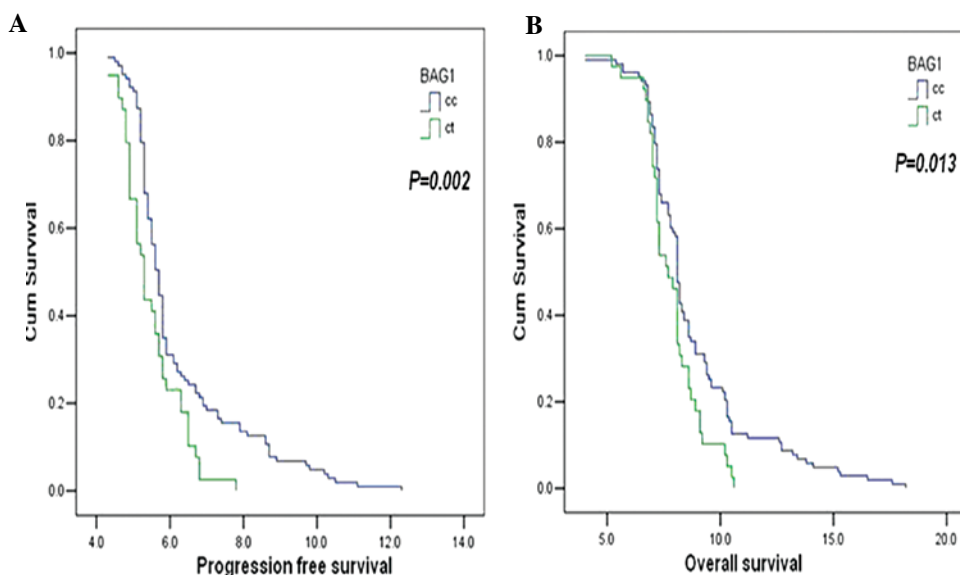 A
BAG1
cc
ct
P=0.002
Cum Survival
1.0
0.8
0.6
0.4
0.2
0.0
4.0 6.0 8.0 10.0 12.0 14.0
Progression free survival
B
BAG1
cc
ct
P=0.013
Cum Survival
1.0
0.8
0.6
0.4
0.2
0.0
5.0 10.0 15.0 20.0
Overall survival